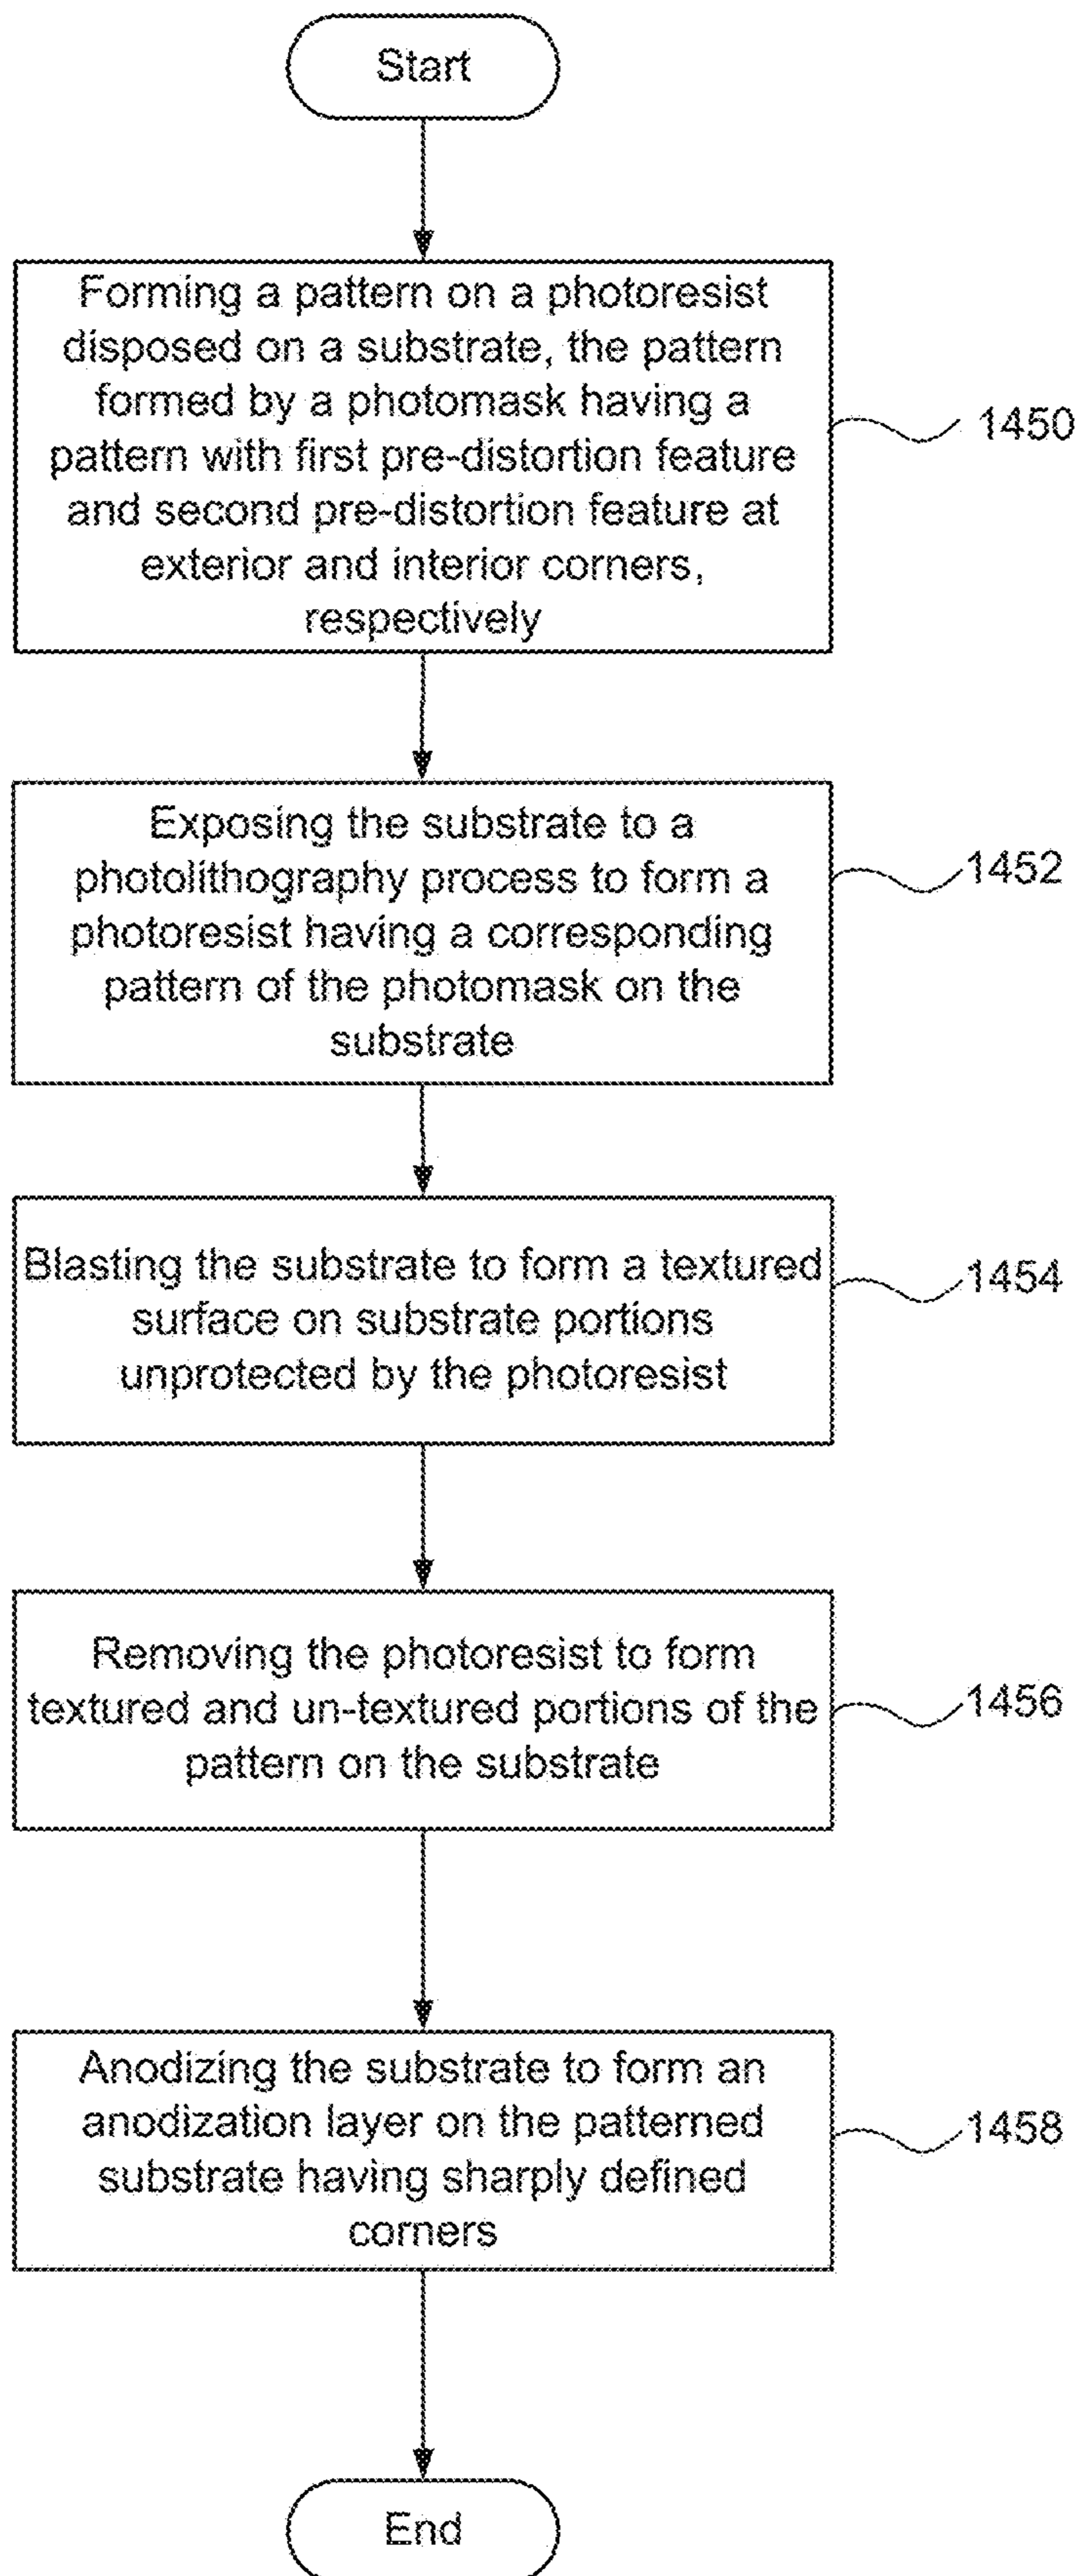 Start
Forming a pattern on a photoresist
disposed on a substrate, the pattern
formed by a photomask having a
pattern with first pre-distortion feature
and second pre-distortion feature at
exterior and interior corners,
respectively
1450
Exposing the substrate to a
photolithography process to form a
photoresist having a corresponding
pattern of the photomask on the
substrate
1452
Blasting the substrate to form a textured
surface on substrate portions
unprotected by the photoresist
1454
Removing the photoresist to form
textured and un-textured portions of the
pattern on the substrate
1456
Anodizing the substrate to form an
anodization layer on the patterned
substrate having sharply defined
corners
1458
End